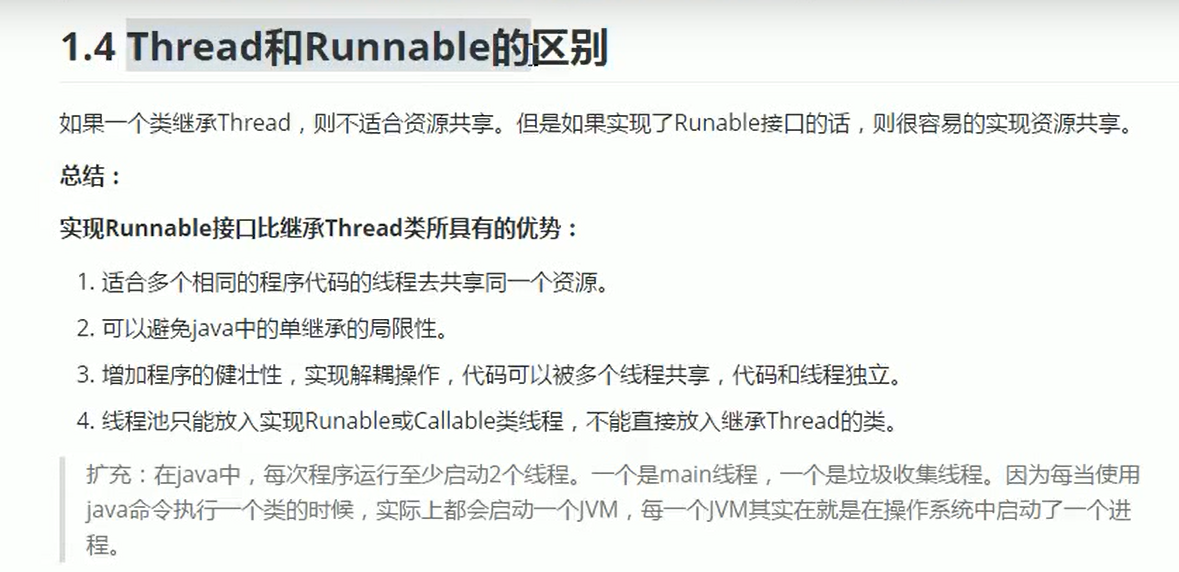 1.4 Thread和Runnable的区别
如果一个类继承Thread，则不适合资源共享。但是如果实现了Runable接口的话，则很容易的实现资源共享。
总结：
实现Runnable接口比继承Thread类所具有的优势：
1. 适合多个相同的程序代码的线程去共享同一个资源。
2. 可以避免java中的单继承的局限性。
3. 增加程序的健壮性，实现解耦操作，代码可以被多个线程共享，代码和线程独立。
4. 线程池只能放入实现Runable或Callable类线程，不能直接放入继承Thread的类。
扩充：在java中，每次程序运行至少启动2个线程。一个是main线程，一个是垃圾收集线程。因为每当使用
java命令执行一个类的时候，实际上都会启动一个JVM，每一个JVM其实在就是在操作系统中启动了一个进
程。